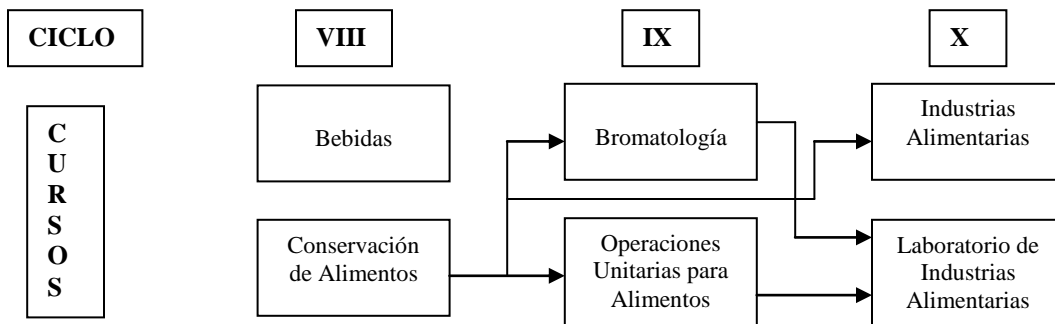 CICLO
VIII
IX
X
C
U
R
S
O
S
Bebidas
Bromatología
Industrias
Alimentarias
Conservación
de Alimentos
Operaciones
Unitarias para
Alimentos
Laboratorio de
Industrias
Alimentarias